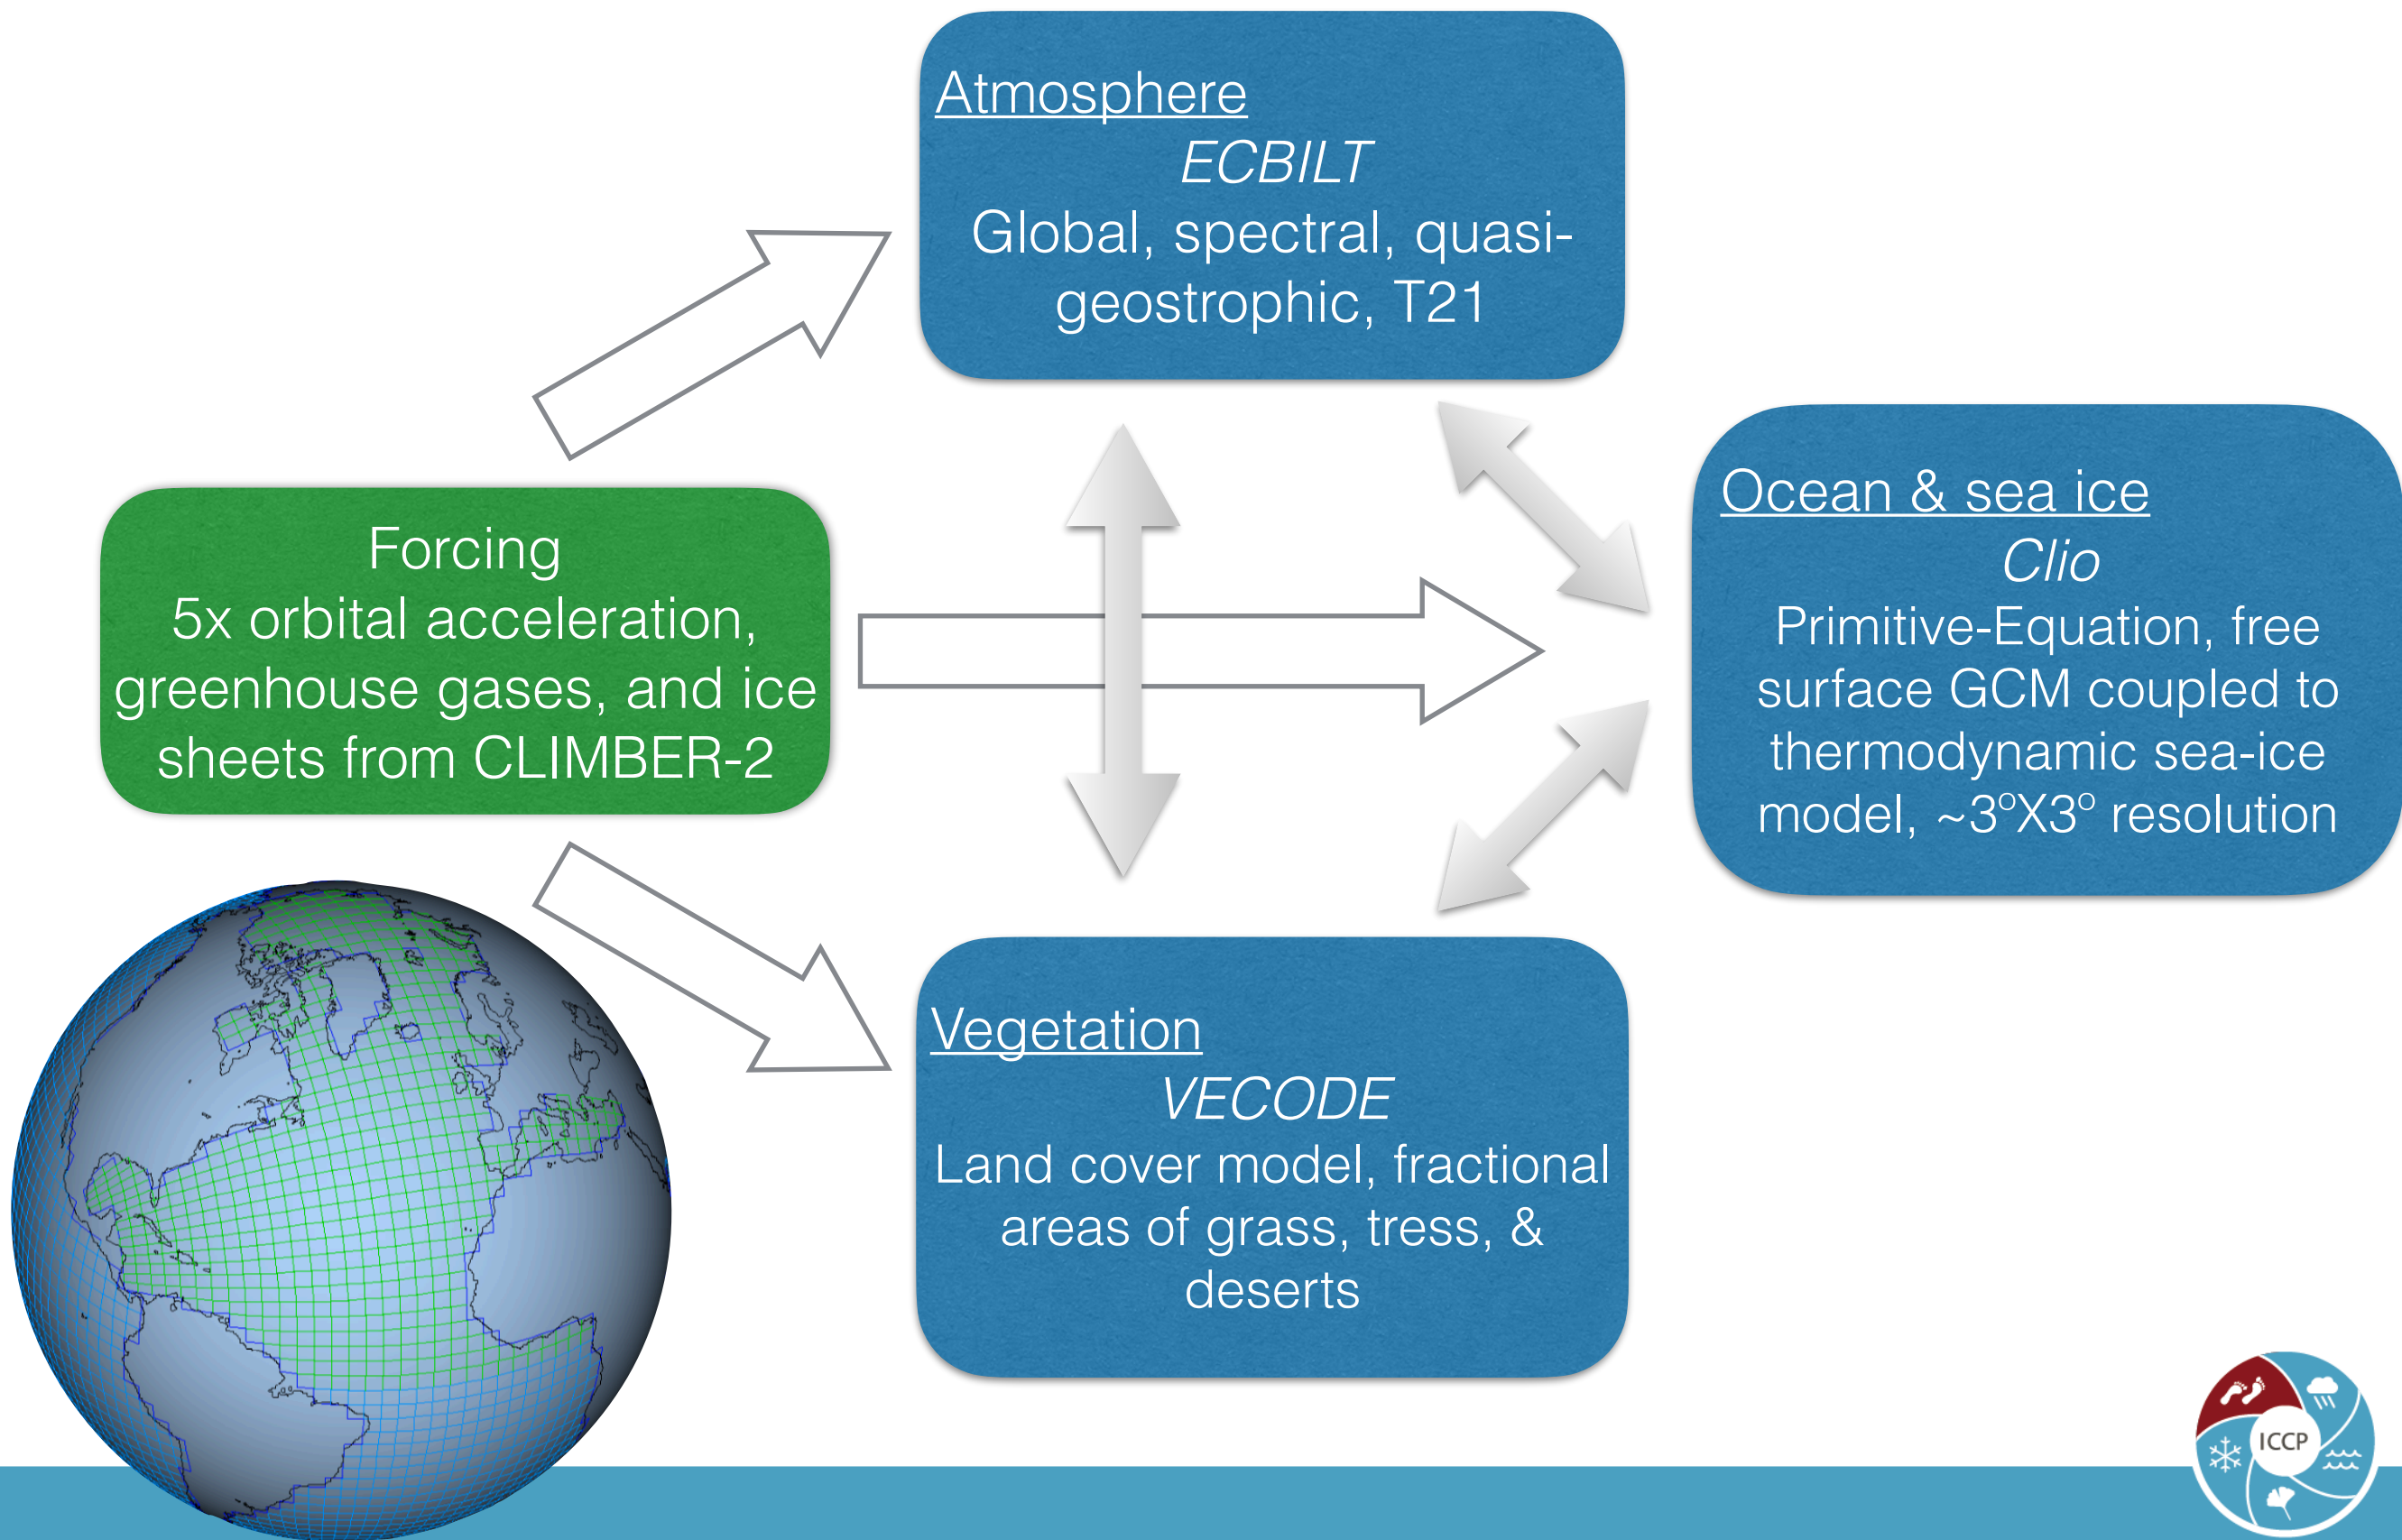 Atmosphere
ECBILT
Global, spectral, quasi-
geostrophic, T21
Forcing
5x orbital acceleration,
greenhouse gases, and ice
sheets from CLIMBER-2
Ocean & sea ice
Clio
Primitive-Equation, free
surface GCM coupled to
thermodynamic sea-ice
model, ~3ºX3º resolution
Vegetation
VECODE
Land cover model, fractional
areas of grass, tress, &
deserts
ICCP